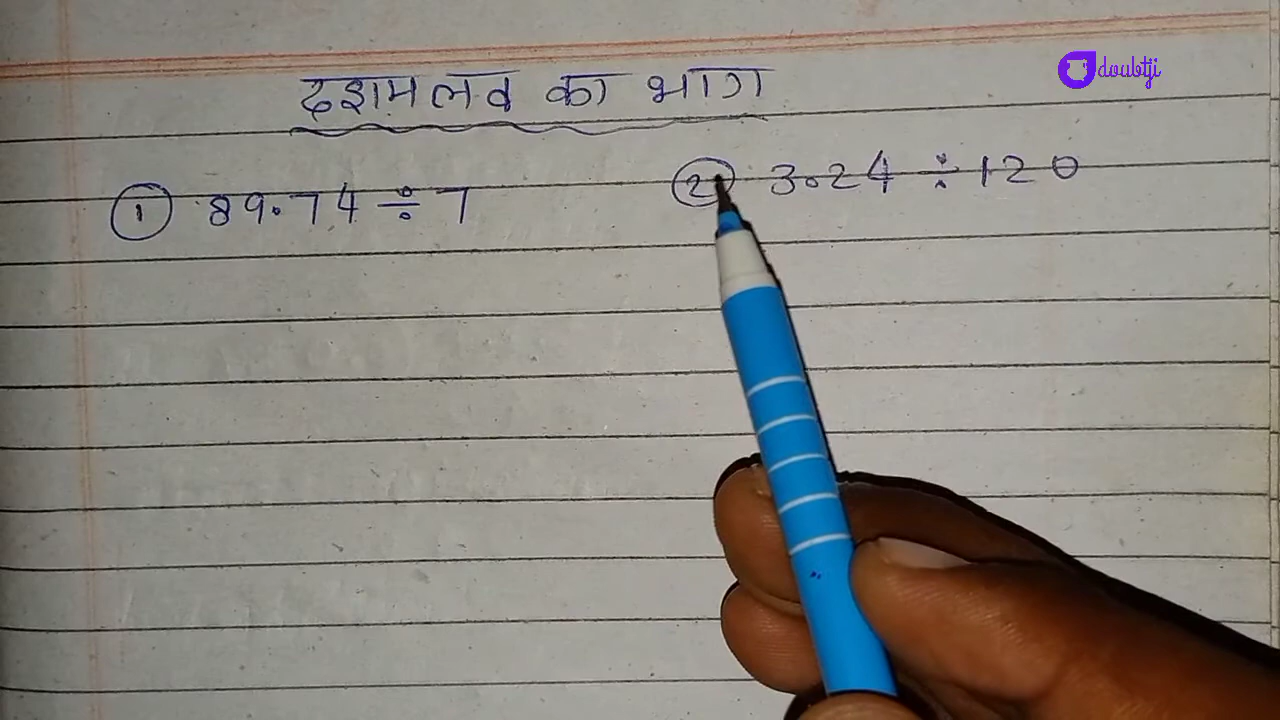 doubtji
दशमलव का भाग
① 89.74 ÷ 7
② 3.24 ÷ 120